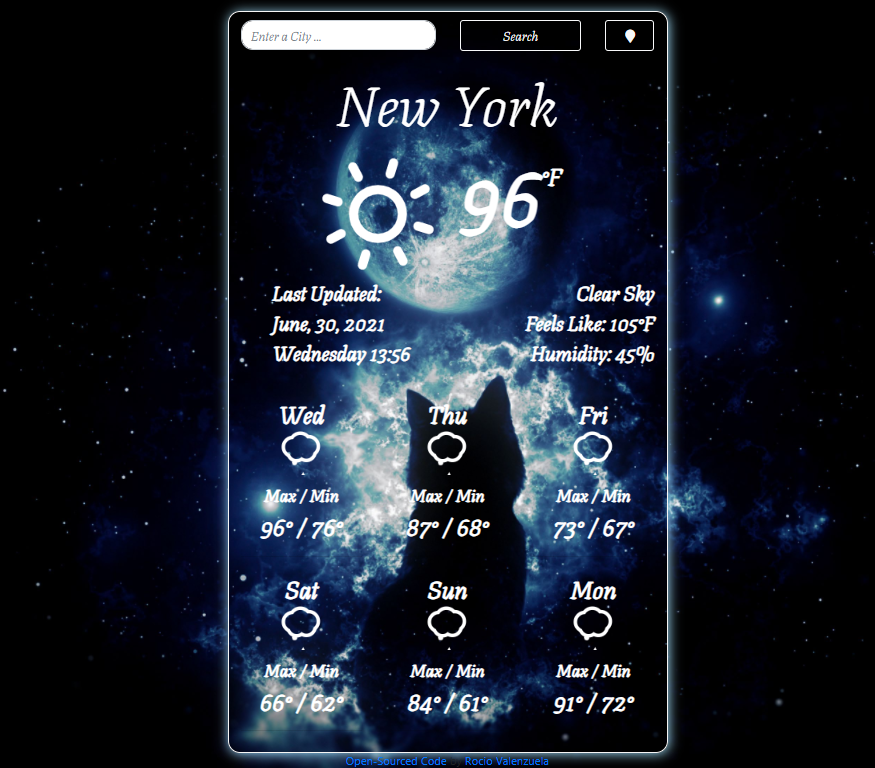 Enter a City ... Search
New York
96°F
Last Updated: Clear Sky
June, 30, 2021 Feels Like: 105°F
Wednesday 13:56 Humidity: 45%
Wed Thu Fri
Max / Min Max / Min Max / Min
96° / 76° 87° / 68° 73° / 67°
Sat Sun Mon
Max / Min Max / Min Max / Min
66° / 62° 84° / 61° 91° / 72°
Open-Sourced Code by Rocio Valenzuela